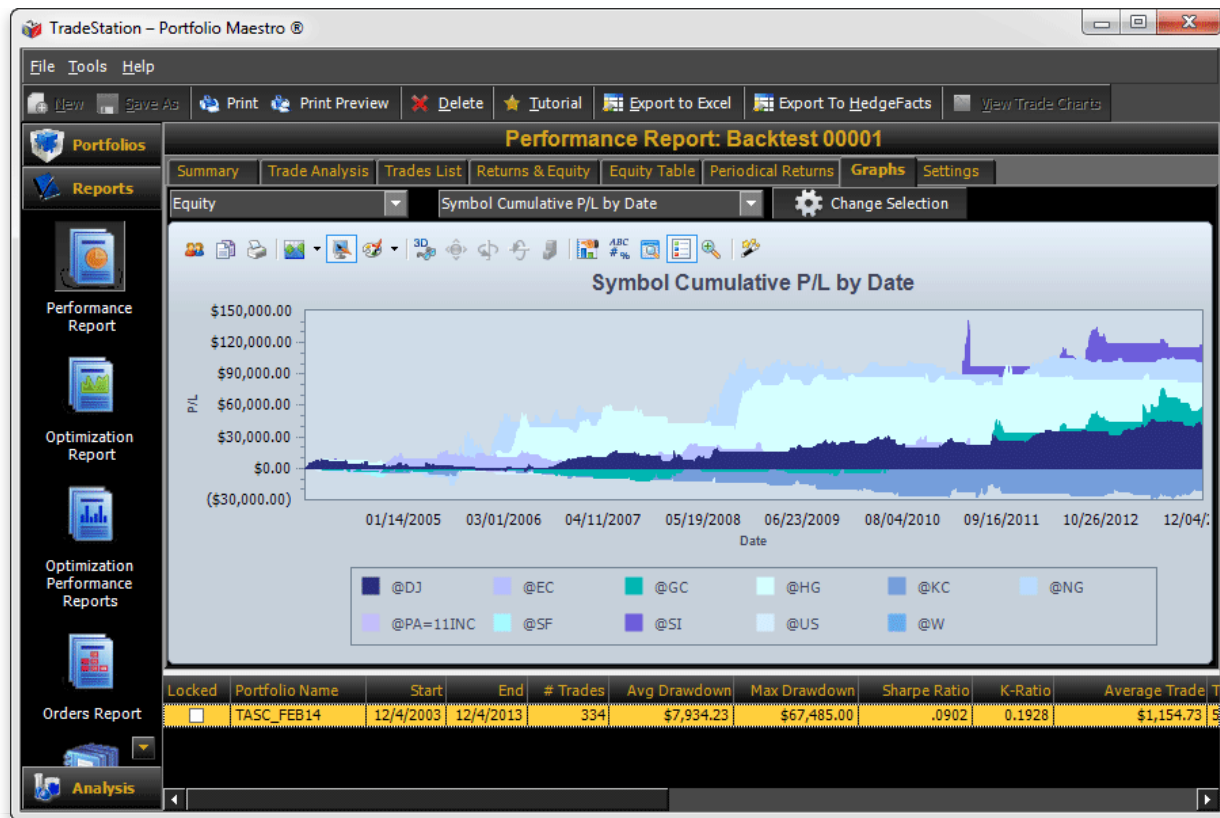 TradeStation – Portfolio Maestro ®
File Tools Help
New Save As Print Print Preview Delete Tutorial Export to Excel Export To HedgeFacts View Trade Charts
Portfolios
Reports
Performance Report
Optimization Report
Optimization Performance Reports
Orders Report
Analysis
Performance Report: Backtest 00001
Summary Trade Analysis Trades List Returns & Equity Equity Table Periodical Returns Graphs Settings
Equity Symbol Cumulative P/L by Date Change Selection
3D ABC #%
Symbol Cumulative P/L by Date
$150,000.00
$120,000.00
$90,000.00
$60,000.00
$30,000.00
$0.00
($30,000.00)
P/L
01/14/2005 03/01/2006 04/11/2007 05/19/2008 06/23/2009 08/04/2010 09/16/2011 10/26/2012 12/04/
Date
@DJ @EC @GC @HG @KC @NG
@PA=11INC @SF @SI @US @W
Locked Portfolio Name Start End # Trades Avg Drawdown Max Drawdown Sharpe Ratio K-Ratio Average Trade T
TASC_FEB14 12/4/2003 12/4/2013 334 $7,934.23 $67,485.00 .0902 0.1928 $1,154.73 5